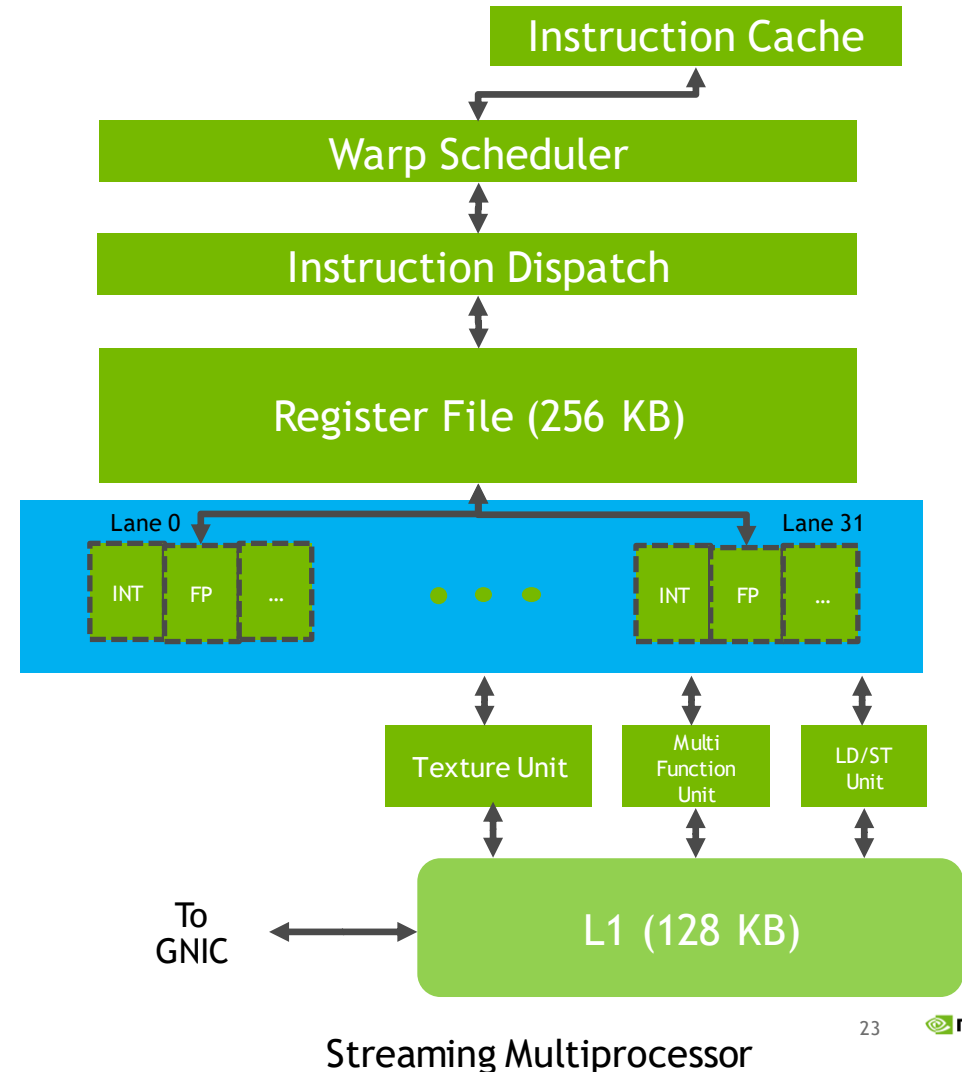 Instruction Cache
Warp Scheduler
Instruction Dispatch
Register File (256 KB)
Lane 0
Lane 31
INT
FP
...
INT
FP
...
Texture Unit
Multi
Function
Unit
LD/ST
Unit
To
GNIC
L1 (128 KB)
23
Streaming Multiprocessor